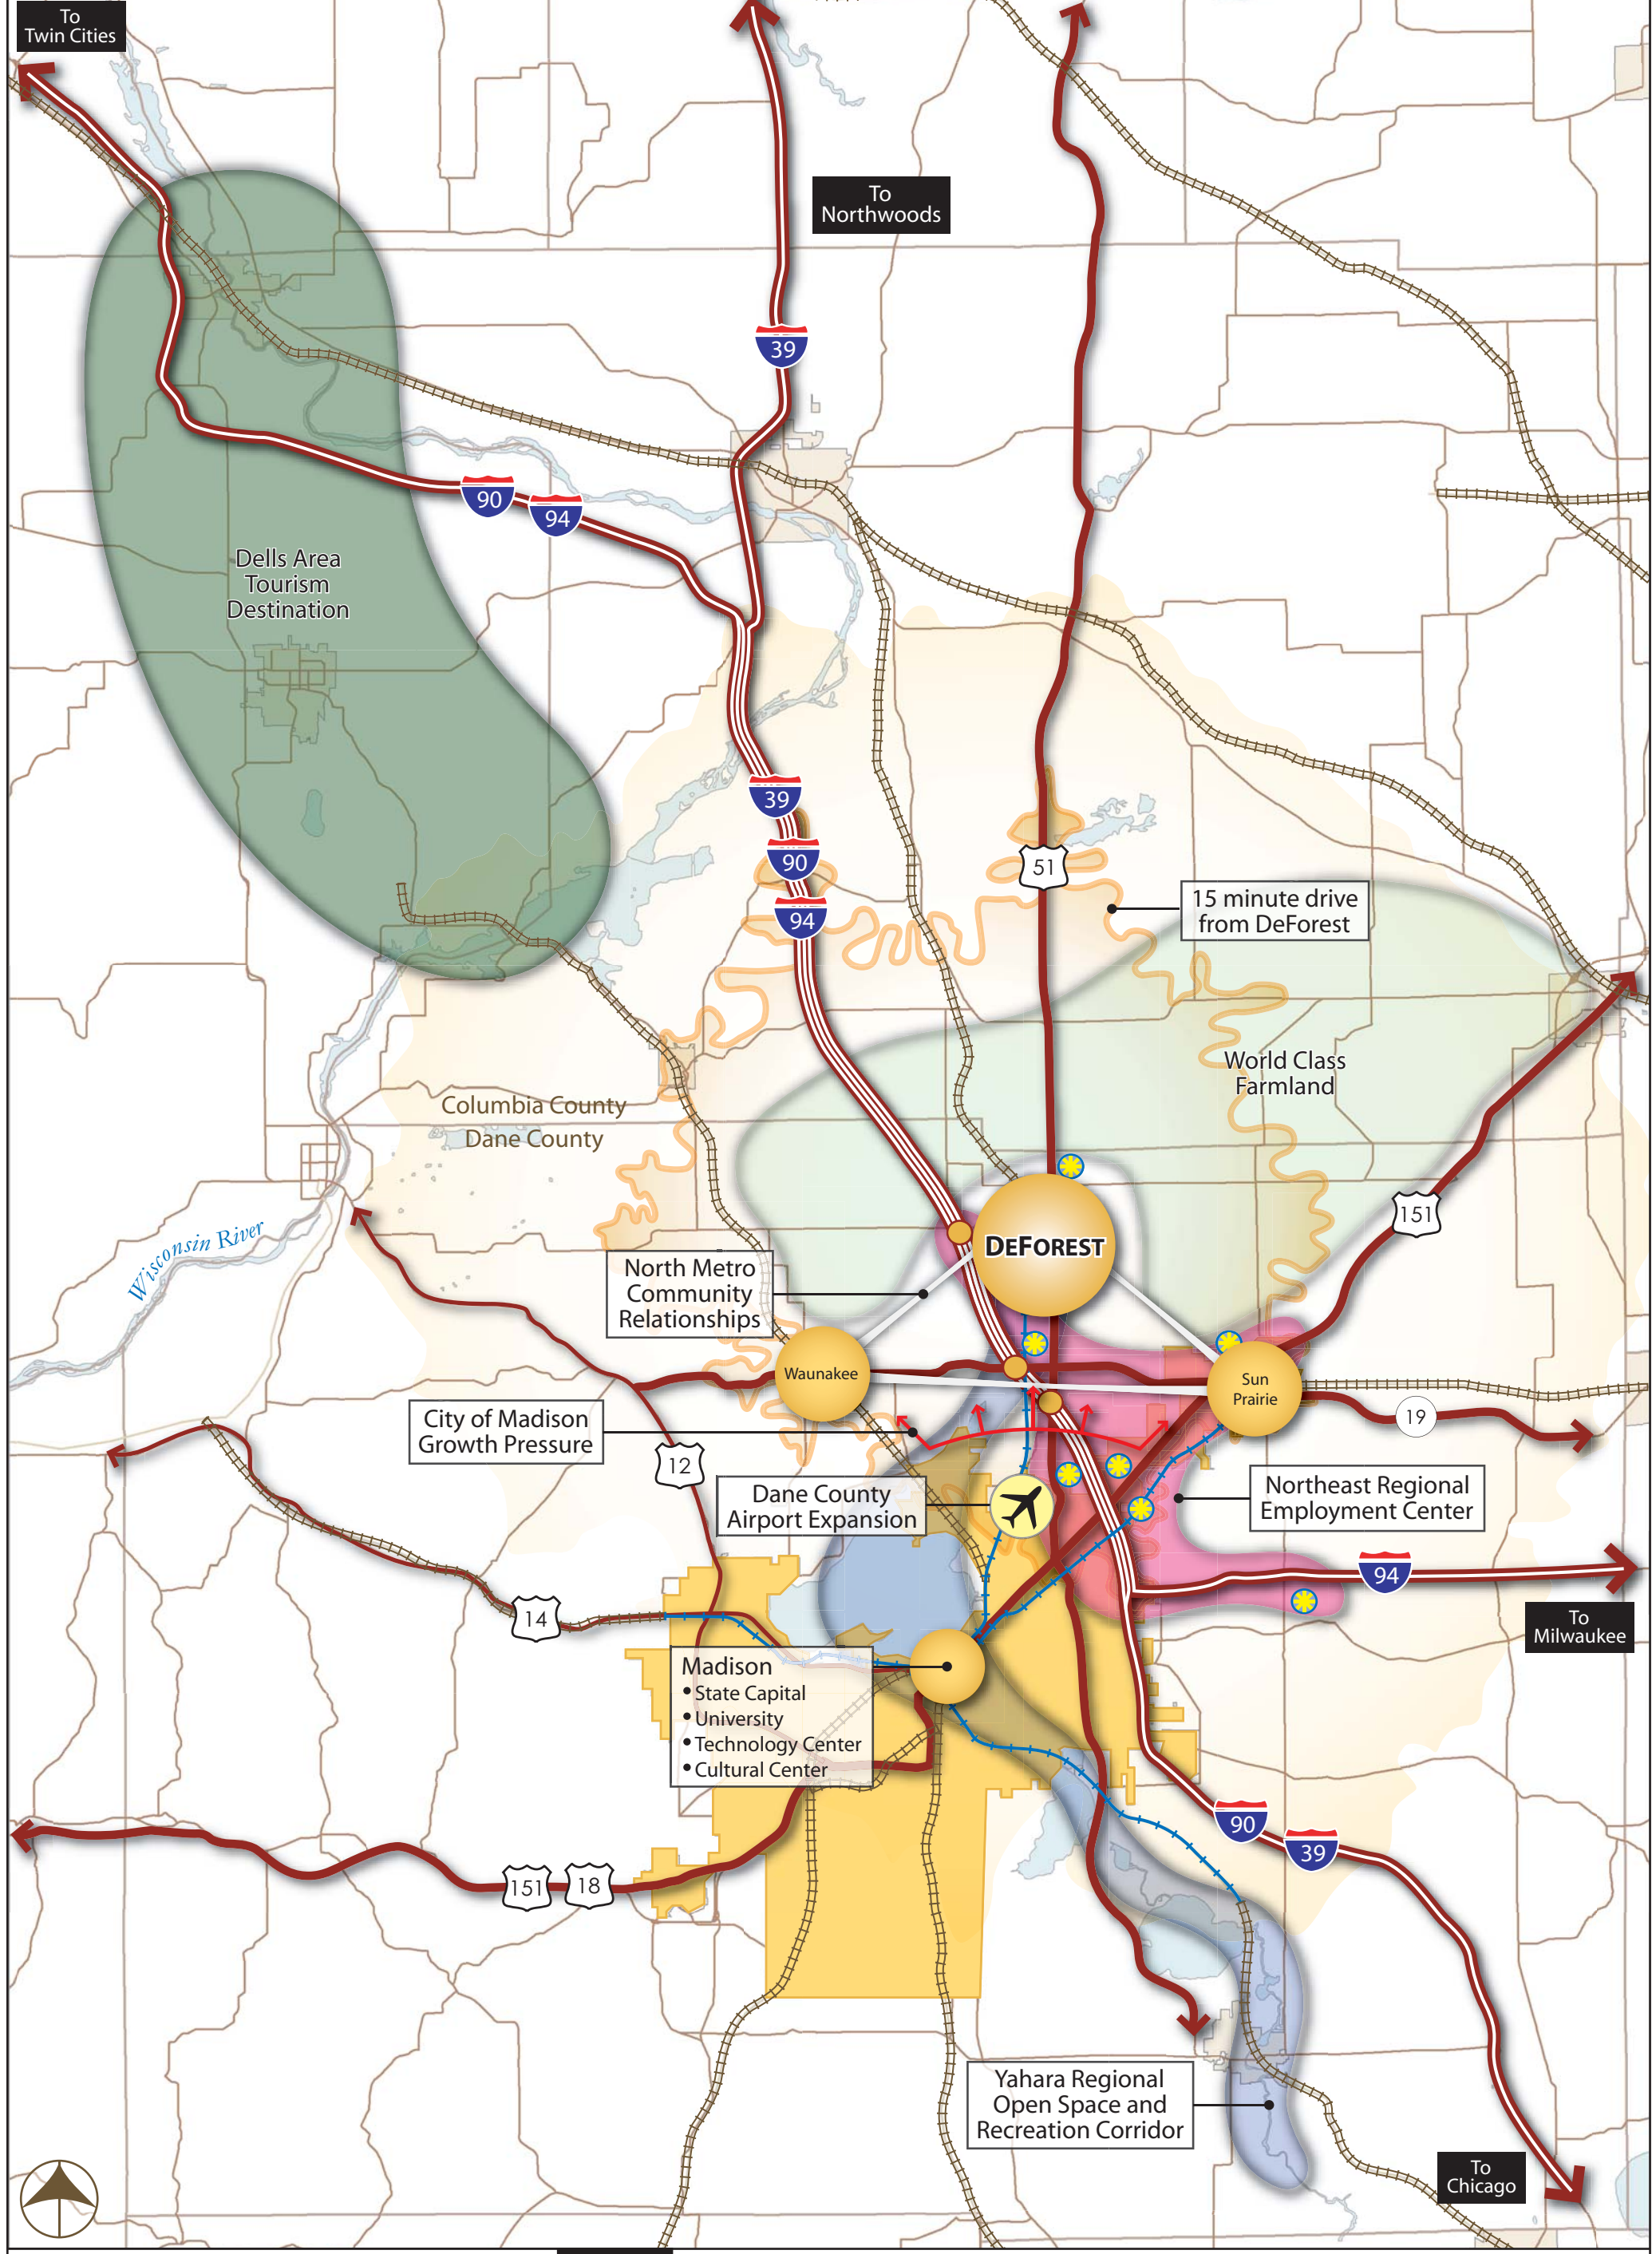 To
Twin Cities
To
Northwoods
39
90
94
Dells Area
Tourism
Destination
39
90
94
51
15 minute drive
from DeForest
World Class
Farmland
Columbia County
Dane County
Wisconsin River
151
DEFOREST
North Metro
Community
Relationships
Waunakee
Sun
Prairie
19
City of Madison
Growth Pressure
12
Dane County
Airport Expansion
Northeast Regional
Employment Center
94
To
Milwaukee
14
Madison
• State Capital
• University
• Technology Center
• Cultural Center
90
39
151
18
Yahara Regional
Open Space and
Recreation Corridor
To
Chicago